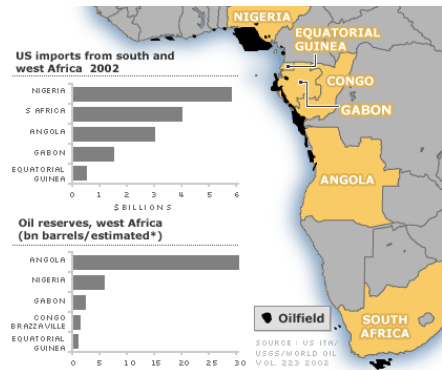 NIGERIA
EQUATORIAL
GUINEA
CONGO
GABON
ANGOLA
SOUTH
AFRICA
US imports from south and
west Africa 2002
NIGERIA
S AFRICA
ANGOLA
GABON
EQUATORIAL
GUINEA
0 1 2 3 4 5 6
$BILLIONS
Oil reserves, west Africa
(bn barrels/estimated*)
ANGOLA
NIGERIA
GABON
CONGO
BRAZZAVILLE
EQUATORIAL
GUINEA
0 5 10 15 20 25 30
Oilfield
SOURCE : US ITA/
USGS/WORLD OIL
VOL. 223 2002